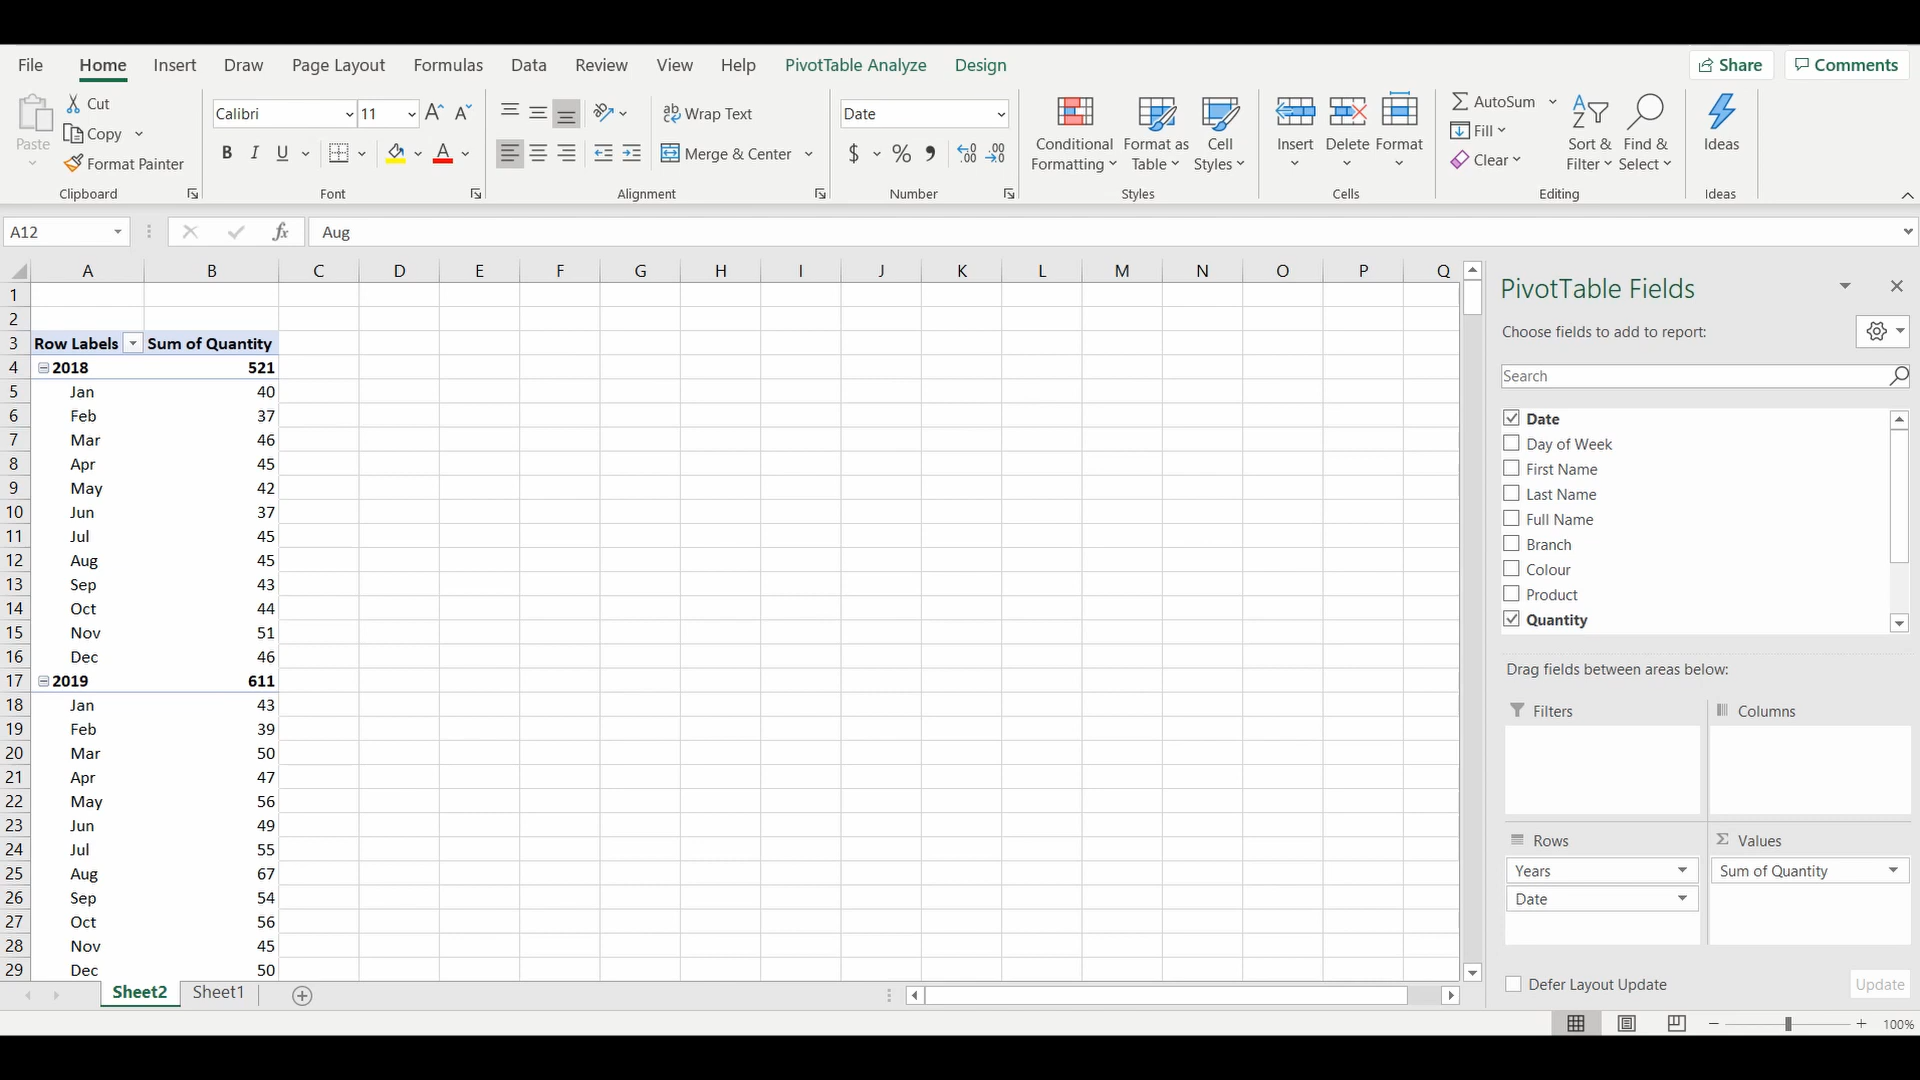 File Home Insert Draw Page Layout Formulas Data Review View Help PivotTable Analyze Design Share Comments
Paste Cut Copy Format Painter
Clipboard
Calibri 11
B I U A
Font
ab Wrap Text
Merge & Center
Alignment
Date
$ % ,
Number
Conditional Formatting
Format as Table
Cell Styles
Styles
Insert Delete Format
Cells
AutoSum
Fill
Clear
Sort & Filter
Find & Select
Editing
Ideas
Ideas
A12 fx Aug
A B C D E F G H I J K L M N O P Q
1
2
3 Row Labels Sum of Quantity
4 2018 521
5 Jan 40
6 Feb 37
7 Mar 46
8 Apr 45
9 May 42
10 Jun 37
11 Jul 45
12 Aug 45
13 Sep 43
14 Oct 44
15 Nov 51
16 Dec 46
17 2019 611
18 Jan 43
19 Feb 39
20 Mar 50
21 Apr 47
22 May 56
23 Jun 49
24 Jul 55
25 Aug 67
26 Sep 54
27 Oct 56
28 Nov 45
29 Dec 50
Sheet2 Sheet1
PivotTable Fields
Choose fields to add to report:
Search
Date
Day of Week
First Name
Last Name
Full Name
Branch
Colour
Product
Quantity
Drag fields between areas below:
Filters
Columns
Rows
Years
Date
Σ Values
Sum of Quantity
Defer Layout Update
Update
100%